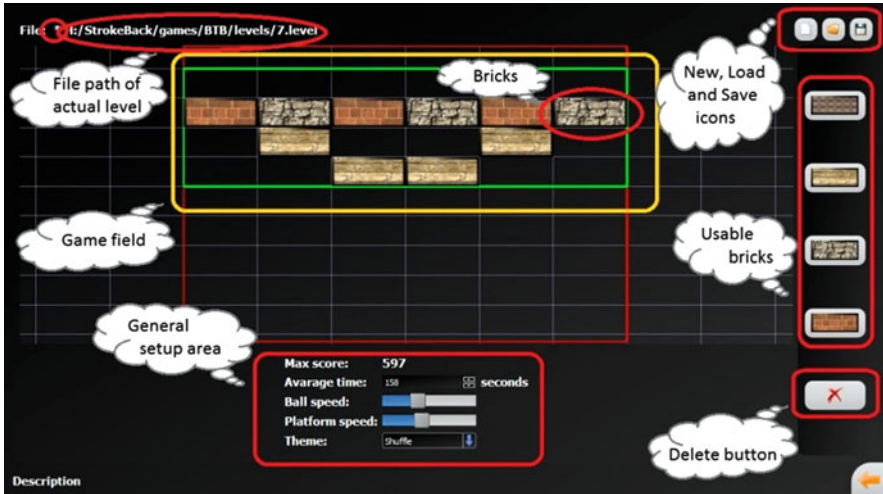 File: *H:/StrokeBack/games/BTB/levels/7.level
File path of
actual level
Bricks
New, Load
and Save
icons
Game field
Usable
bricks
General
setup area
Max score: 597
Avarage time: 158 seconds
Ball speed:
Platform speed:
Theme: Shuffle
Delete button
Description